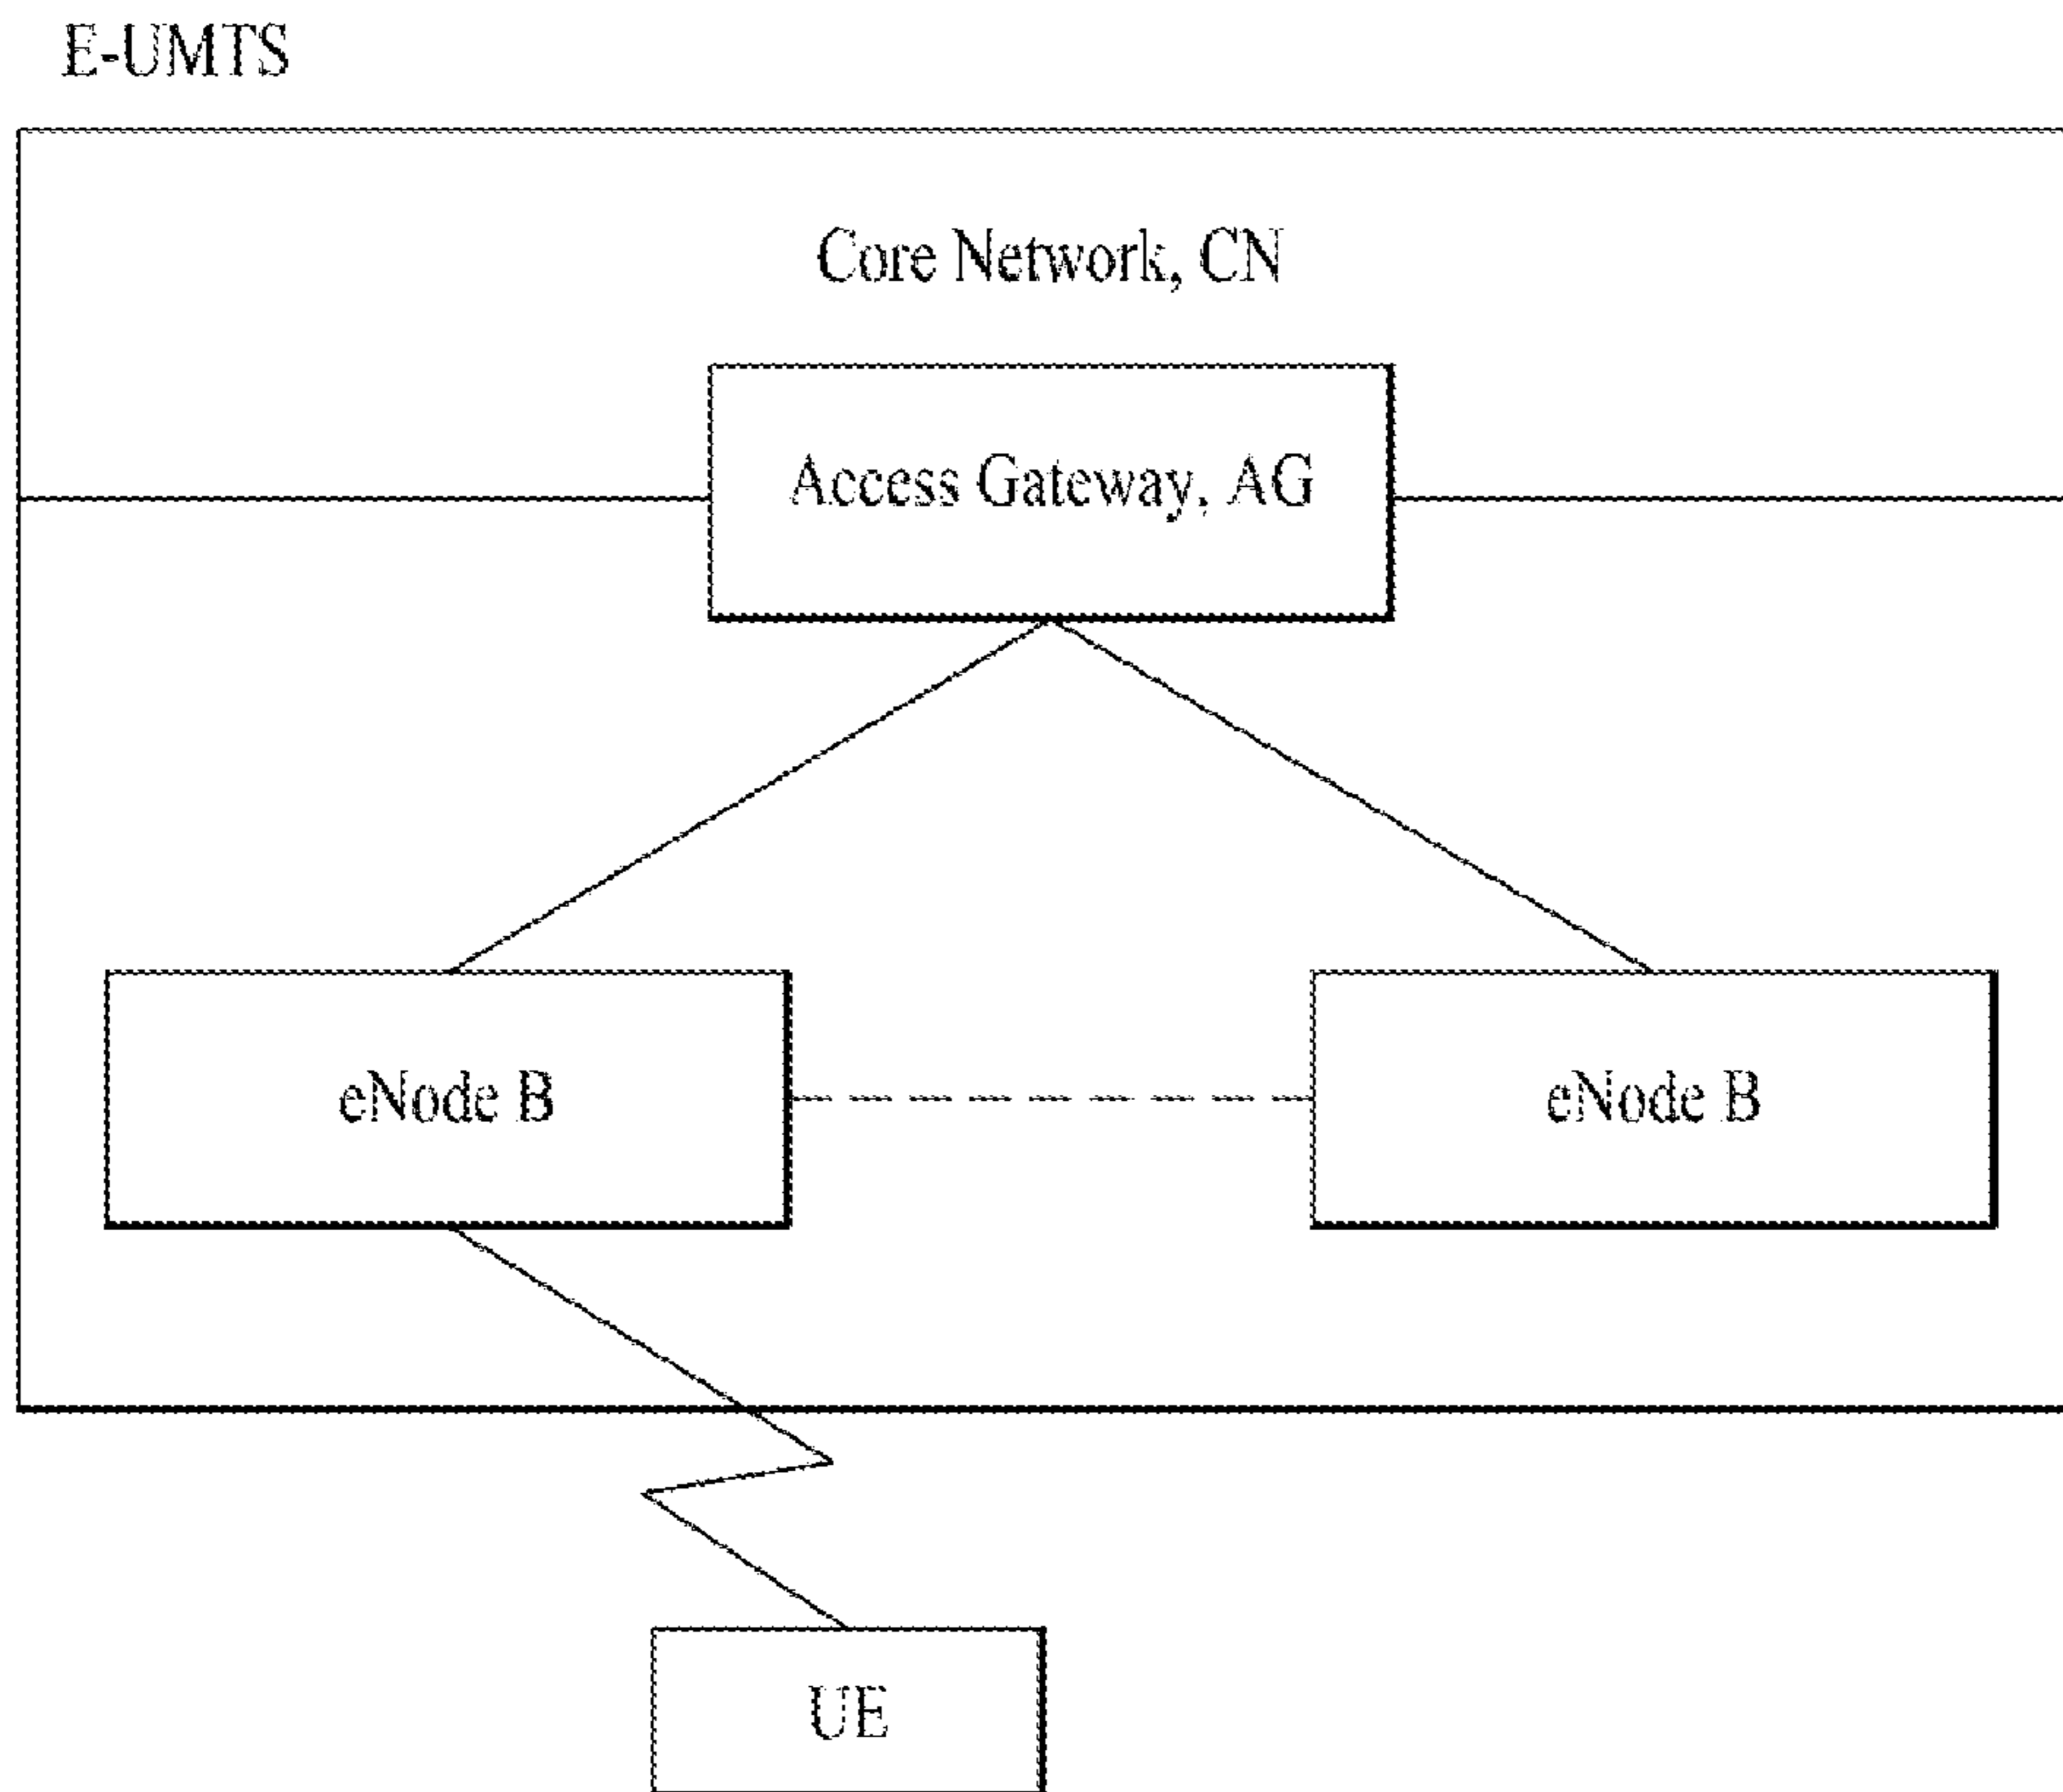 E-UMTS
Core Network, CN
Access Gateway, AG
eNode B
eNode B
UE